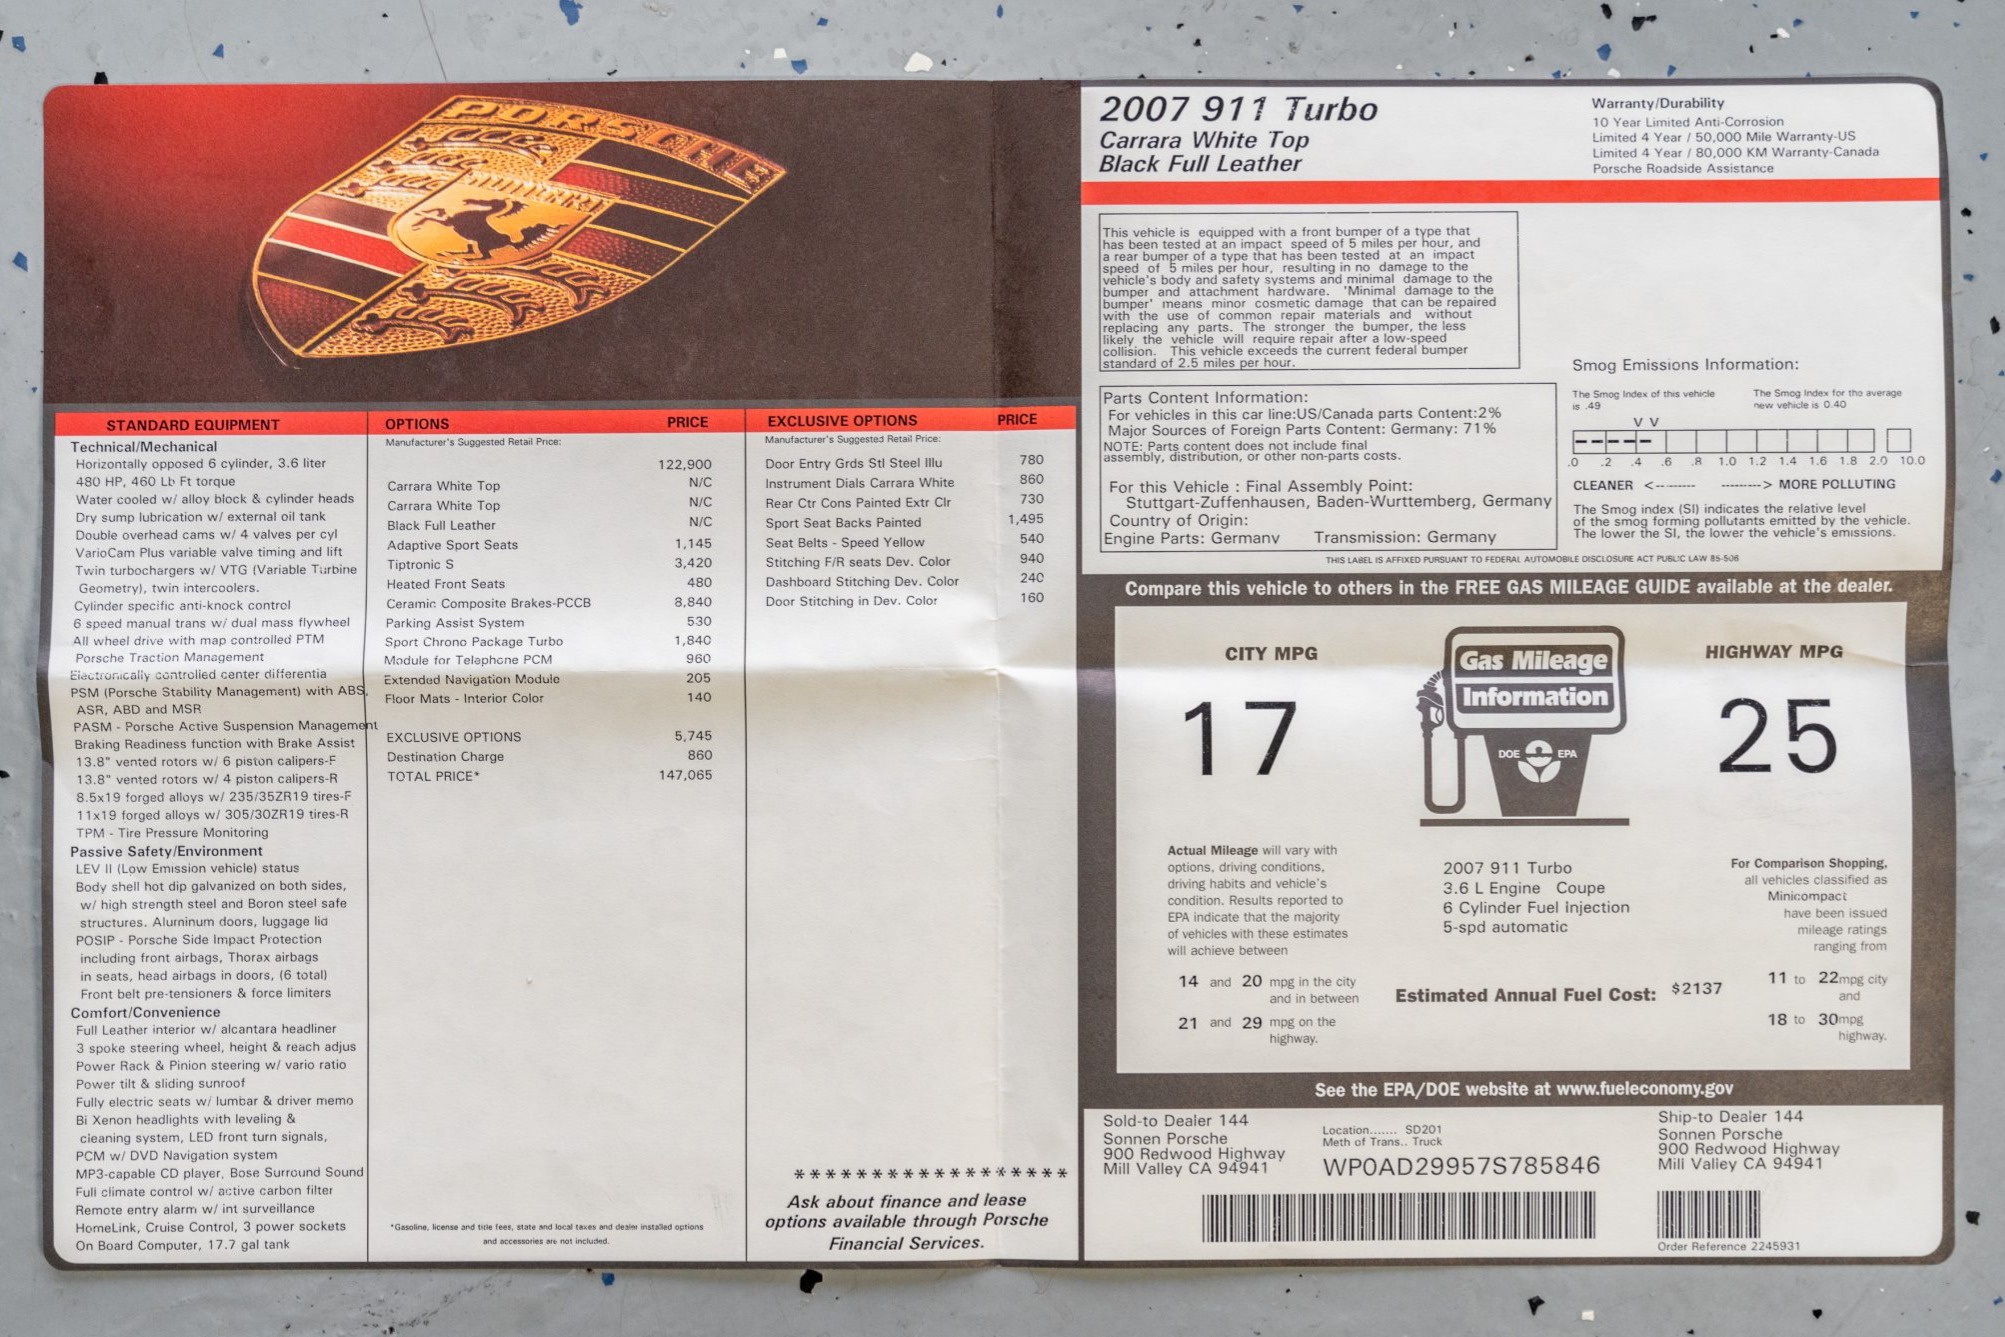 PORSCHE
STANDARD EQUIPMENT
Technical/Mechanical
Horizontally opposed 6 cylinder, 3.6 liter
480 HP, 460 Lb Ft torque
Water cooled w/ alloy block & cylinder heads
Dry sump lubrication w/ external oil tank
Double overhead cams w/ 4 valves per cyl
VarioCam Plus variable valve timing and lift
Twin turbochargers w/ VTG (Variable Turbine
Geometry), twin intercoolers.
Cylinder specific anti-knock control
6 speed manual trans w/ dual mass flywheel
All wheel drive with map controlled PTM
Porsche Traction Management
Electronically controlled center differentia
PSM (Porsche Stability Management) with ABS,
ASR, ABD and MSR
PASM - Porsche Active Suspension Management
Braking Readiness function with Brake Assist
13.8" vented rotors w/ 6 piston calipers-F
13.8" vented rotors w/ 4 piston calipers-R
8.5x19 forged alloys w/ 235/35ZR19 tires-F
11x19 forged alloys w/ 305/30ZR19 tires-R
TPM - Tire Pressure Monitoring
Passive Safety/Environment
LEV II (Low Emission vehicle) status
Body shell hot dip galvanized on both sides,
w/ high strength steel and Boron steel safe
structures. Aluminum doors, luggage lid
POSIP - Porsche Side Impact Protection
including front airbags, Thorax airbags
in seats, head airbags in doors, (6 total)
Front belt pre-tensioners & force limiters
Comfort/Convenience
Full Leather interior w/ alcantara headliner
3 spoke steering wheel, height & reach adjus
Power Rack & Pinion steering w/ vario ratio
Power tilt & sliding sunroof
Fully electric seats w/ lumbar & driver memo
Bi Xenon headlights with leveling &
cleaning system, LED front turn signals,
PCM w/ DVD Navigation system
MP3-capable CD player, Bose Surround Sound
Full climate control w/ active carbon filter
Remote entry alarm w/ int surveillance
HomeLink, Cruise Control, 3 power sockets
On Board Computer, 17.7 gal tank
OPTIONS PRICE
Manufacturer's Suggested Retail Price:
122,900
Carrara White Top N/C
Carrara White Top N/C
Black Full Leather N/C
Adaptive Sport Seats 1,145
Tiptronic S 3,420
Heated Front Seats 480
Ceramic Composite Brakes-PCCB 8,840
Parking Assist System 530
Sport Chrono Package Turbo 1,840
Module for Telephone PCM 960
Extended Navigation Module 205
Floor Mats - Interior Color 140
EXCLUSIVE OPTIONS 5,745
Destination Charge 860
TOTAL PRICE* 147,065
*Gasoline, license and title fees, state and local taxes and dealer installed options
and accessories are not included.
EXCLUSIVE OPTIONS PRICE
Manufacturer's Suggested Retail Price:
Door Entry Grds Stl Steel Illu 780
Instrument Dials Carrara White 860
Rear Ctr Cons Painted Extr Clr 730
Sport Seat Backs Painted 1,495
Seat Belts - Speed Yellow 540
Stitching F/R seats Dev. Color 940
Dashboard Stitching Dev. Color 240
Door Stitching in Dev. Color 160
******************
Ask about finance and lease
options available through Porsche
Financial Services.
2007 911 Turbo
Carrara White Top
Black Full Leather
Warranty/Durability
10 Year Limited Anti-Corrosion
Limited 4 Year / 50,000 Mile Warranty-US
Limited 4 Year / 80,000 KM Warranty-Canada
Porsche Roadside Assistance
This vehicle is equipped with a front bumper of a type that
has been tested at an impact speed of 5 miles per hour, and
a rear bumper of a type that has been tested at an impact
speed of 5 miles per hour, resulting in no damage to the
vehicle's body and safety systems and minimal damage to the
bumper and attachment hardware. 'Minimal damage to the
bumper' means minor cosmetic damage that can be repaired
with the use of common repair materials and without
replacing any parts. The stronger the bumper, the less
likely the vehicle will require repair after a low-speed
collision. This vehicle exceeds the current federal bumper
standard of 2.5 miles per hour.
Parts Content Information:
For vehicles in this car line:US/Canada parts Content:2%
Major Sources of Foreign Parts Content: Germany: 71%
NOTE: Parts content does not include final
assembly, distribution, or other non-parts costs.
For this Vehicle : Final Assembly Point:
Stuttgart-Zuffenhausen, Baden-Wurttemberg, Germany
Country of Origin:
Engine Parts: Germany Transmission: Germany
Smog Emissions Information:
The Smog Index of this vehicle
is .49
The Smog Index for the average
new vehicle is 0.40
V V
.0 .2 .4 .6 .8 1.0 1.2 1.4 1.6 1.8 2.0 10.0
CLEANER <-------- --------> MORE POLLUTING
The Smog index (SI) indicates the relative level
of the smog forming pollutants emitted by the vehicle.
The lower the SI, the lower the vehicle's emissions.
THIS LABEL IS AFFIXED PURSUANT TO FEDERAL AUTOMOBILE DISCLOSURE ACT PUBLIC LAW 85-506
Compare this vehicle to others in the FREE GAS MILEAGE GUIDE available at the dealer.
CITY MPG
17
Gas Mileage
Information
DOE EPA
HIGHWAY MPG
25
Actual Mileage will vary with
options, driving conditions,
driving habits and vehicle's
condition. Results reported to
EPA indicate that the majority
of vehicles with these estimates
will achieve between
14 and 20 mpg in the city
and in between
21 and 29 mpg on the
highway.
2007 911 Turbo
3.6 L Engine Coupe
6 Cylinder Fuel Injection
5-spd automatic
Estimated Annual Fuel Cost: $2137
For Comparison Shopping,
all vehicles classified as
Minicompact
have been issued
mileage ratings
ranging from
11 to 22mpg city
and
18 to 30mpg
highway.
See the EPA/DOE website at www.fueleconomy.gov
Sold-to Dealer 144
Sonnen Porsche
900 Redwood Highway
Mill Valley CA 94941
Location....... SD201
Meth of Trans.. Truck
WP0AD29957S785846
Ship-to Dealer 144
Sonnen Porsche
900 Redwood Highway
Mill Valley CA 94941
Order Reference 2245931